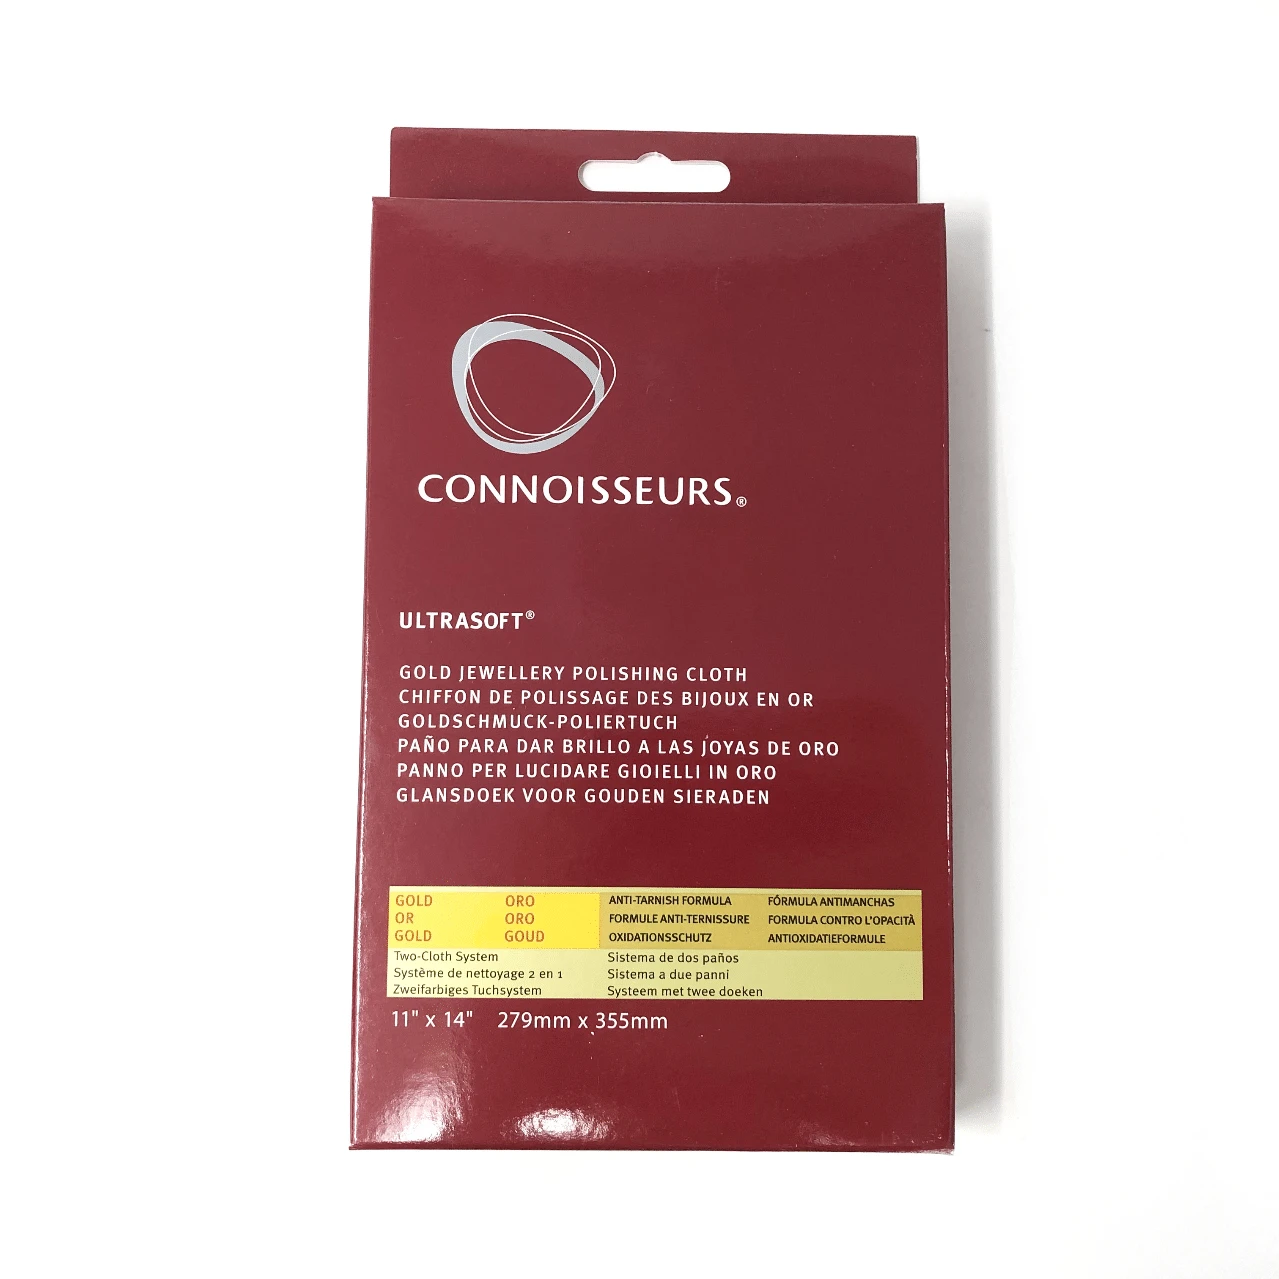 CONNOISSEURS®
ULTRASOFT®
GOLD JEWELLERY POLISHING CLOTH
CHIFFON DE POLISSAGE DES BIJOUX EN OR
GOLDSCHMUCK-POLIERTUCH
PAÑO PARA DAR BRILLO A LAS JOYAS DE ORO
PANNO PER LUCIDARE GIOIELLI IN ORO
GLANSDOEK VOOR GOUDEN SIERADEN
GOLD ORO ANTI-TARNISH FORMULA FÓRMULA ANTIMANCHAS
OR ORO FORMULE ANTI-TERNISSURE FORMULA CONTRO L'OPACITÀ
GOLD GOUD OXIDATIONSSCHUTZ ANTIOXIDATIEFORMULE
Two-Cloth System Sistema de dos paños
Système de nettoyage 2 en 1 Sistema a due panni
Zweifarbiges Tuchsystem Systeem met twee doeken
11" x 14" 279mm x 355mm